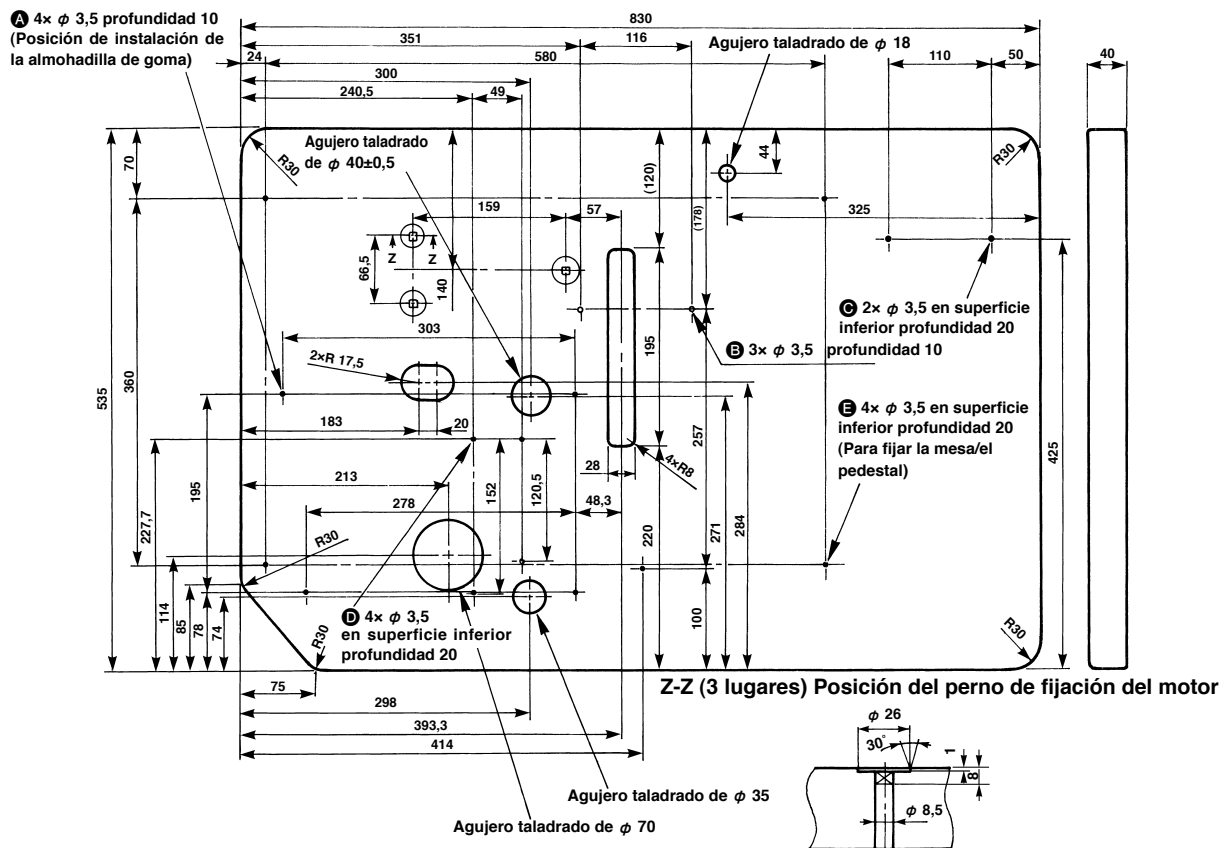 A 4× φ 3,5 profundidad 10
(Posición de instalación de
la almohadilla de goma)
830
351
116
Agujero taladrado de φ 18
24
580
110
50
40
300
240,5
49
70
R30
Agujero taladrado
de φ 40±0,5
(120)
(178)
44
R30
159
57
325
Z
Z
66,5
140
C 2× φ 3,5 en superficie
inferior profundidad 20
303
195
B 3× φ 3,5 profundidad 10
2×R 17,5
535
360
E 4× φ 3,5 en superficie
inferior profundidad 20
(Para fijar la mesa/el
pedestal)
183
20
257
425
28
4×R8
213
195
152
120,5
278
48,3
227,7
220
271
284
R30
114
85
78
74
R30
D 4× φ 3,5
en superficie inferior
profundidad 20
100
R30
75
Z-Z (3 lugares) Posición del perno de fijación del motor
298
393,3
414
φ 26
30°
1
8
φ 8,5
Agujero taladrado de φ 35
Agujero taladrado de φ 70